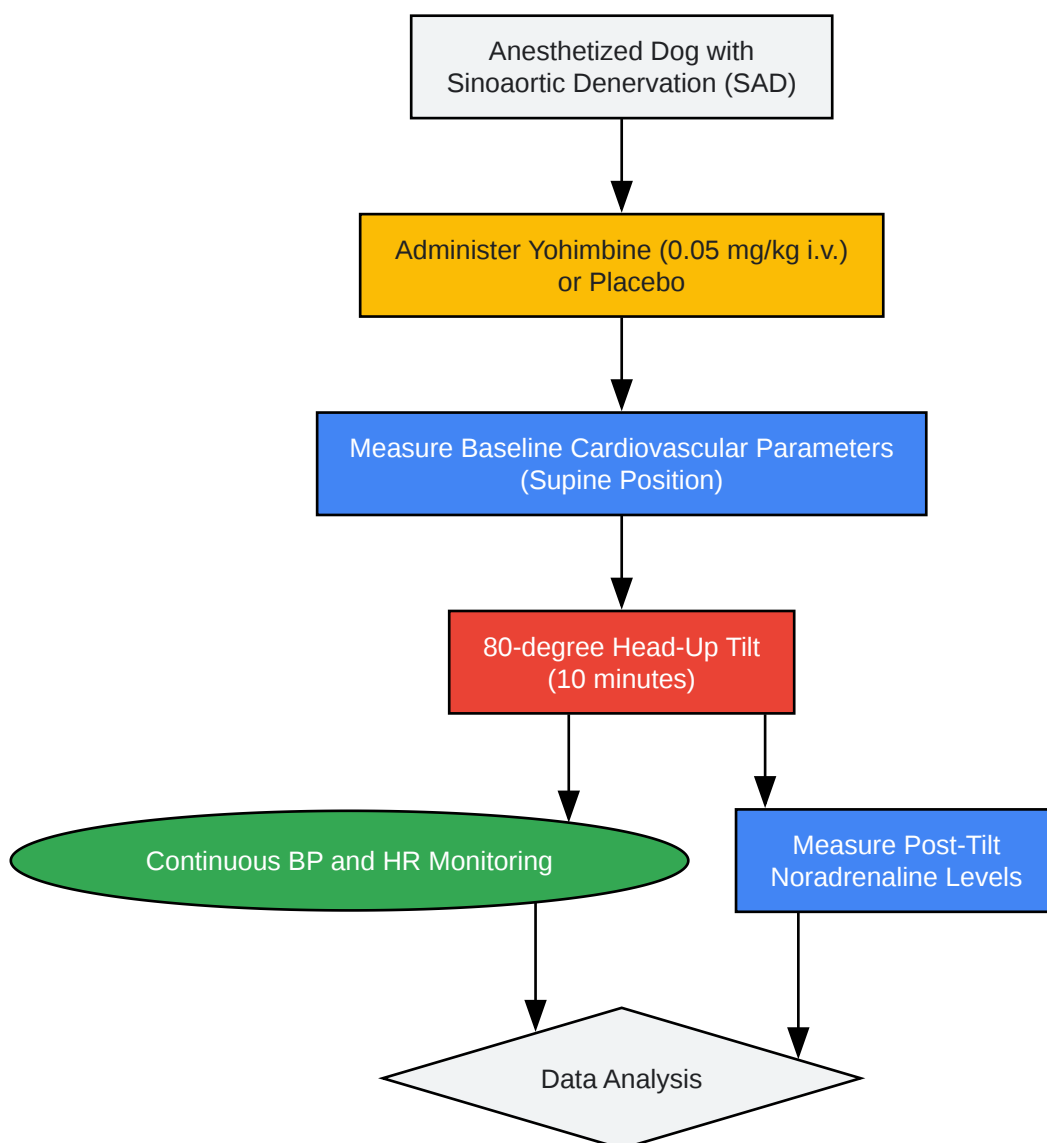 Anesthetized Dog with
Sinoaortic Denervation (SAD)
Administer Yohimbine (0.05 mg/kg i.v.)
or Placebo
Measure Baseline Cardiovascular Parameters
(Supine Position)
80-degree Head-Up Tilt
(10 minutes)
Continuous BP and HR Monitoring
Measure Post-Tilt
Noradrenaline Levels
Data Analysis